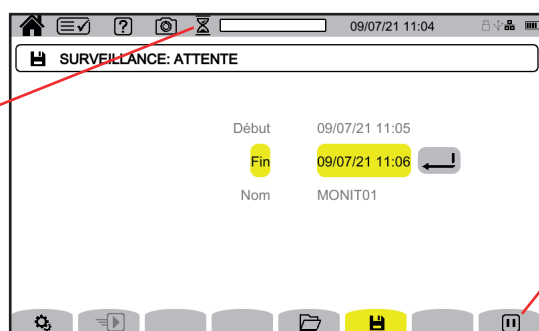 09/07/21 11:04
SURVEILLANCE: ATTENTE
Début 09/07/21 11:05
Fin 09/07/21 11:06
Nom MONIT01